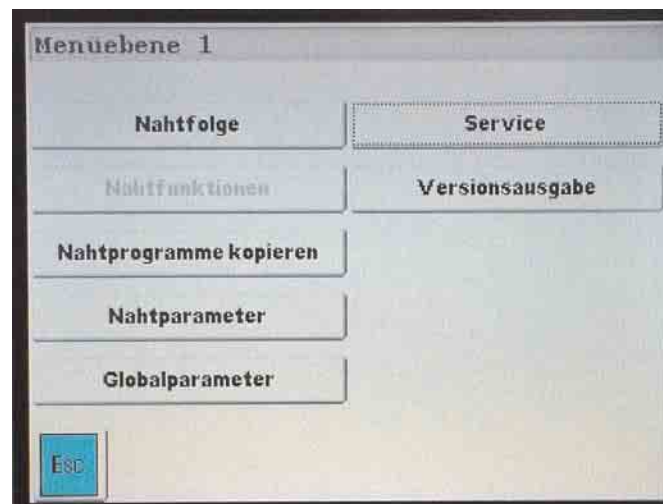 Menuebene 1
Nahtfolge
Service
Nahtfunktionen
Versionsausgabe
Nahtprogramme kopieren
Nahtparameter
Globalparameter
Esc